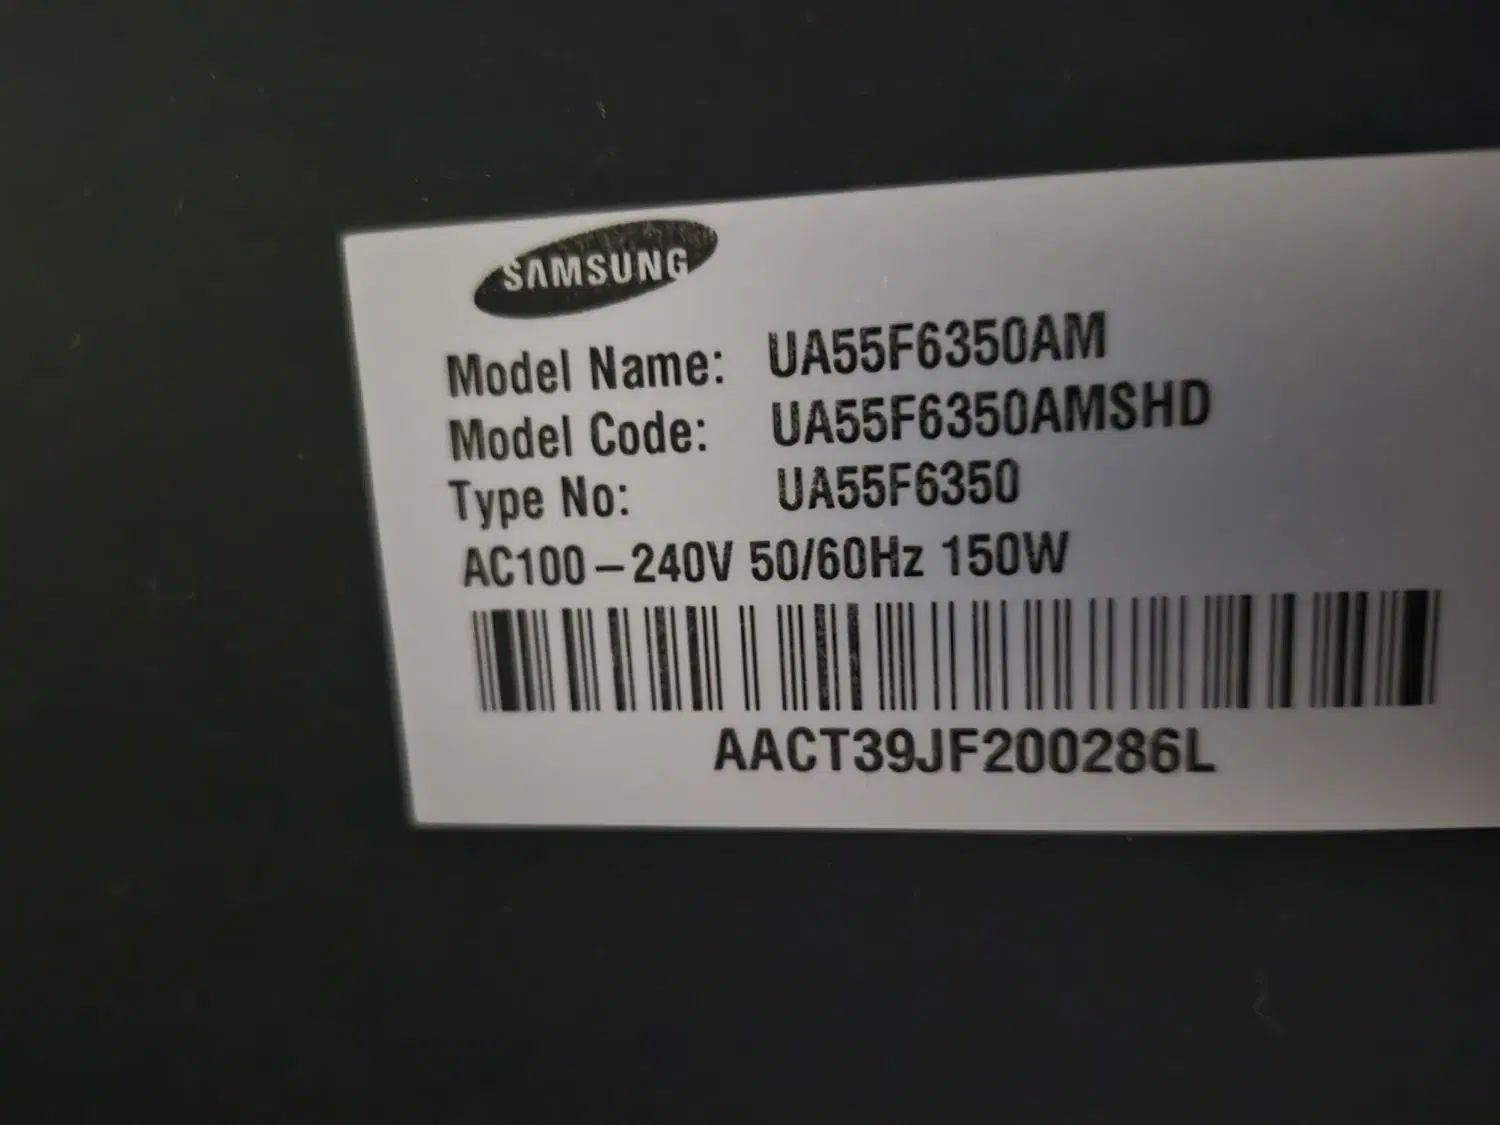 SAMSUNG
Model Name: UA55F6350AM
Model Code: UA55F6350AMSHD
Type No: UA55F6350
AC100-240V 50/60Hz 150W
AACT39JF200286L